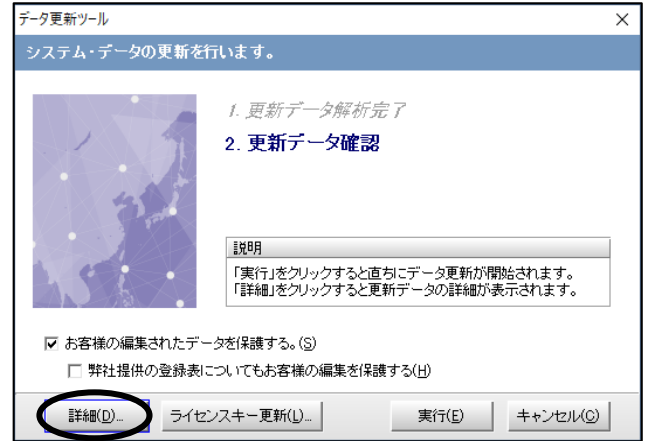 データ更新ツール
システム・データの更新を行います。
1. 更新データ解析完了
2. 更新データ確認
説明
「実行」をクリックすると直ちにデータ更新が開始されます。
「詳細」をクリックすると更新データの詳細が表示されます。
お客様の編集されたデータを保護する。(S)
弊社提供の登録表についてもお客様の編集を保護する(H)
詳細(D)... ライセンスキー更新(L)... 実行(E) キャンセル(C)